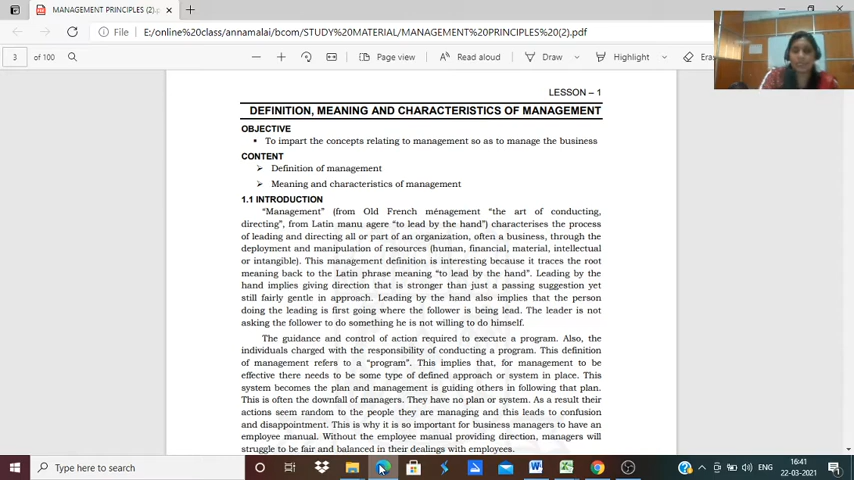 MANAGEMENT PRINCIPLES (2).
File
E:/online%20class/annamalai/bcom/STUDY%20MATERIAL/MANAGEMENT%20PRINCIPLES%20(2).pdf
3
of 100
Page view
Read aloud
Draw
Highlight
LESSON – 1
DEFINITION, MEANING AND CHARACTERISTICS OF MANAGEMENT
OBJECTIVE
▪ To impart the concepts relating to management so as to manage the business
CONTENT
➢ Definition of management
➢ Meaning and characteristics of management
1.1 INTRODUCTION
“Management” (from Old French ménagement “the art of conducting,
directing”, from Latin manu agere “to lead by the hand”) characterises the process
of leading and directing all or part of an organization, often a business, through the
deployment and manipulation of resources (human, financial, material, intellectual
or intangible). This management definition is interesting because it traces the root
meaning back to the Latin phrase meaning “to lead by the hand”. Leading by the
hand implies giving direction that is stronger than just a passing suggestion yet
still fairly gentle in approach. Leading by the hand also implies that the person
doing the leading is first going where the follower is being lead. The leader is not
asking the follower to do something he is not willing to do himself.
The guidance and control of action required to execute a program. Also, the
individuals charged with the responsibility of conducting a program. This definition
of management refers to a “program”. This implies that, for management to be
effective there needs to be some type of defined approach or system in place. This
system becomes the plan and management is guiding others in following that plan.
This is often the downfall of managers. They have no plan or system. As a result their
actions seem random to the people they are managing and this leads to confusion
and disappointment. This is why it is so important for business managers to have an
employee manual. Without the employee manual providing direction, managers will
struggle to be fair and balanced in their dealings with employees.
Type here to search
ENG
16:41
22-03-2021